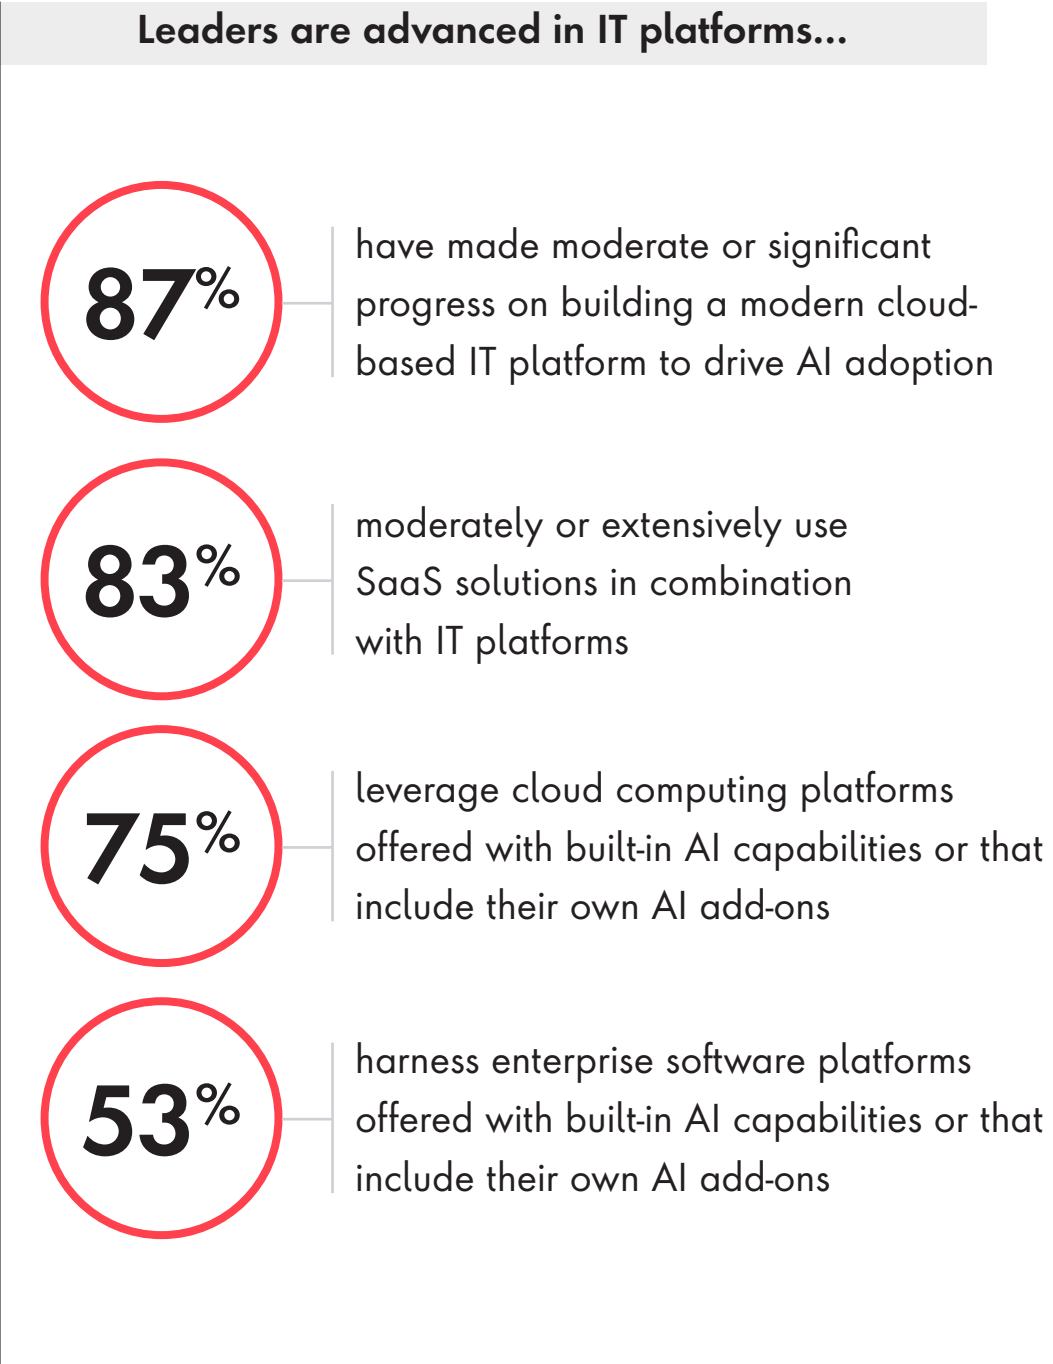 Leaders are advanced in IT platforms...
87%
have made moderate or significant
progress on building a modern cloud-
based IT platform to drive AI adoption
83%
moderately or extensively use
SaaS solutions in combination
with IT platforms
75%
leverage cloud computing platforms
offered with built-in AI capabilities or that
include their own AI add-ons
53%
harness enterprise software platforms
offered with built-in AI capabilities or that
include their own AI add-ons